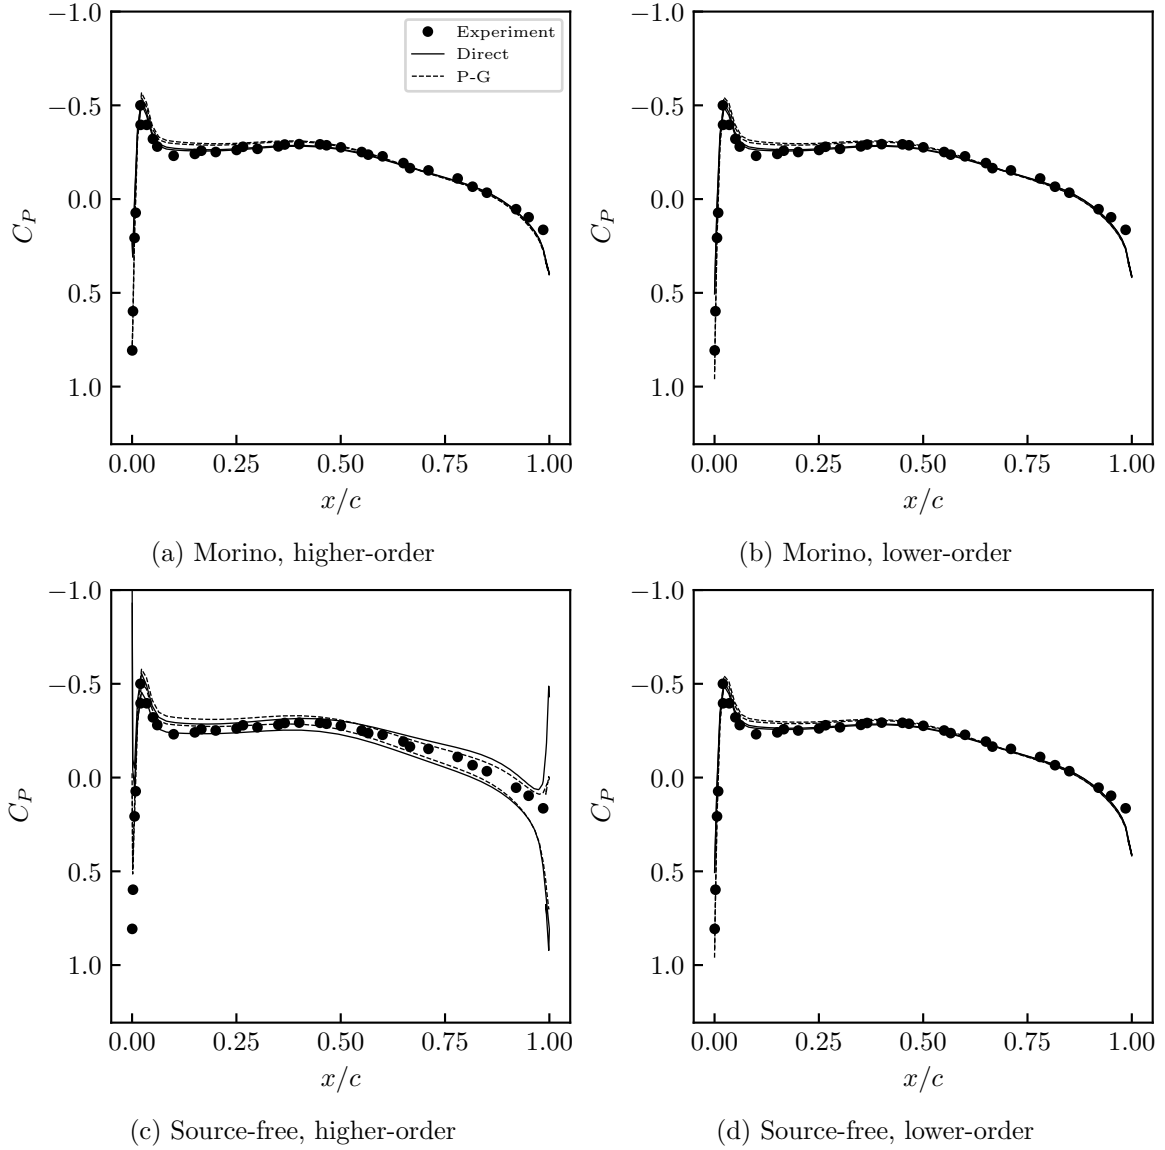 −1.0
−0.5
0.0
0.5
1.0
C_P
Experiment
Direct
P-G
0.00 0.25 0.50 0.75 1.00
x/c
(a) Morino, higher-order
−1.0
−0.5
0.0
0.5
1.0
C_P
0.00 0.25 0.50 0.75 1.00
x/c
(b) Morino, lower-order
−1.0
−0.5
0.0
0.5
1.0
C_P
0.00 0.25 0.50 0.75 1.00
x/c
(c) Source-free, higher-order
−1.0
−0.5
0.0
0.5
1.0
C_P
0.00 0.25 0.50 0.75 1.00
x/c
(d) Source-free, lower-order